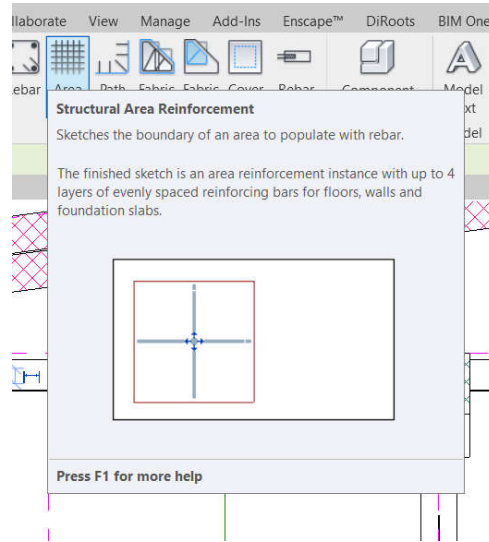 llaborate View Manage Add-Ins Enscape™ DiRoots BIM One
ebar Area Path Fabric Fabric Cover Rebar Component Model
xt
del
Structural Area Reinforcement
Sketches the boundary of an area to populate with rebar.
The finished sketch is an area reinforcement instance with up to 4
layers of evenly spaced reinforcing bars for floors, walls and
foundation slabs.
Press F1 for more help